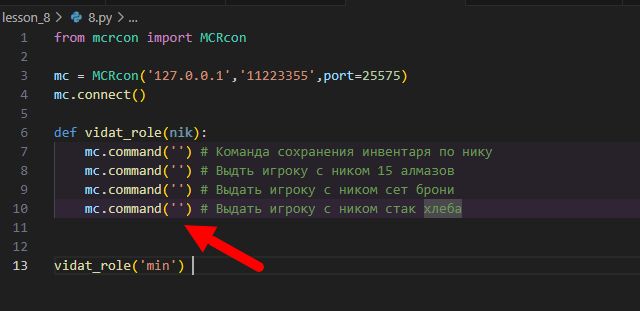 lesson_8 > 8.py > ...
1 from mcrcon import MCRcon
2
3 mc = MCRcon('127.0.0.1','11223355',port=25575)
4 mc.connect()
5
6 def vidat_role(nik):
7 mc.command('') # Команда сохранения инвентаря по нику
8 mc.command('') # Выдть игроку с ником 15 алмазов
9 mc.command('') # Выдать игроку с ником сет брони
10 mc.command('') # Выдать игроку с ником стак хлеба
11
12
13 vidat_role('min')